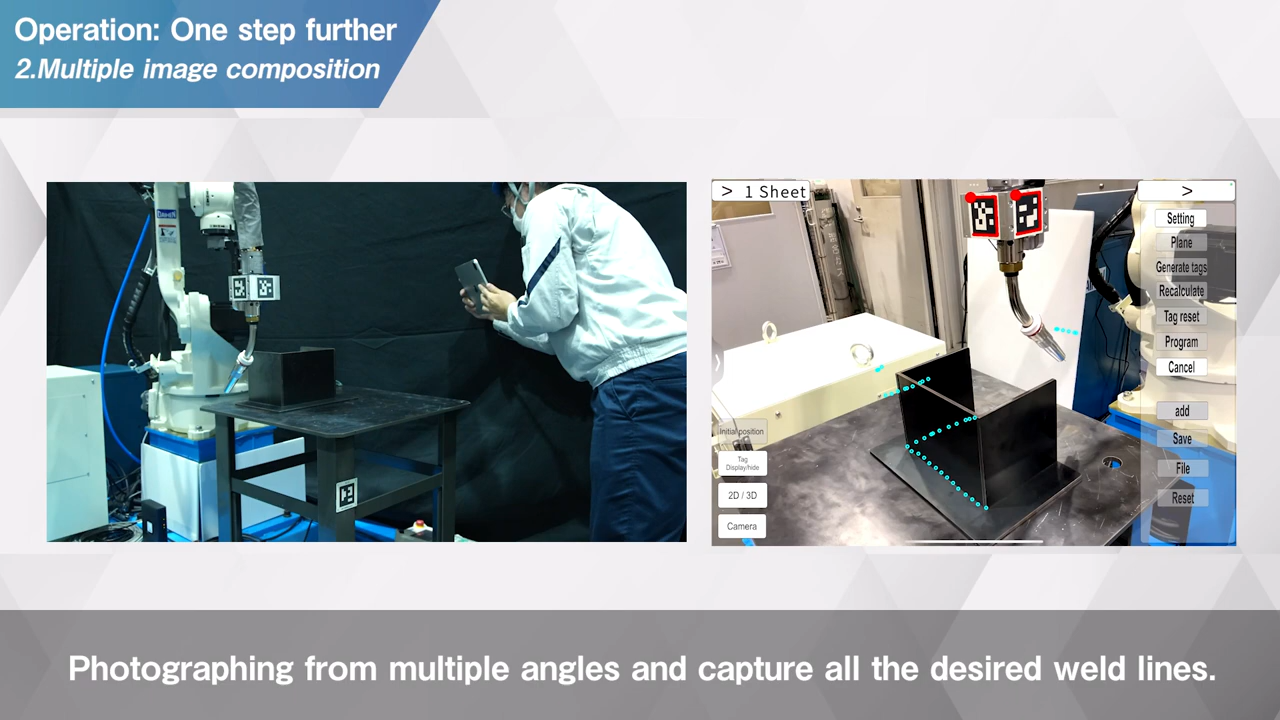 Operation: One step further
2.Multiple image composition
> 1 Sheet
>
Setting
Plane
Generate tags
Recalculate
Tag reset
Program
Cancel
add
Save
File
Reset
Initial position
Tag
Display/hide
2D / 3D
Camera
DAIHEN
Photographing from multiple angles and capture all the desired weld lines.